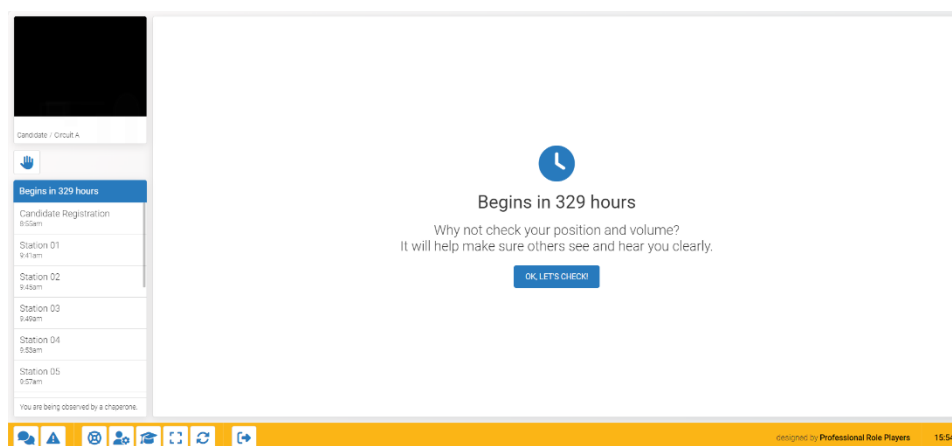 Candidate / Circuit A
Begins in 329 hours
Candidate Registration
8:55am
Station 01
9:41am
Station 02
9:45am
Station 03
9:49am
Station 04
9:53am
Station 05
9:57am
You are being observed by a chaperone.
Begins in 329 hours
Why not check your position and volume?
It will help make sure others see and hear you clearly.
OK, LET'S CHECK!
designed by Professional Role Players